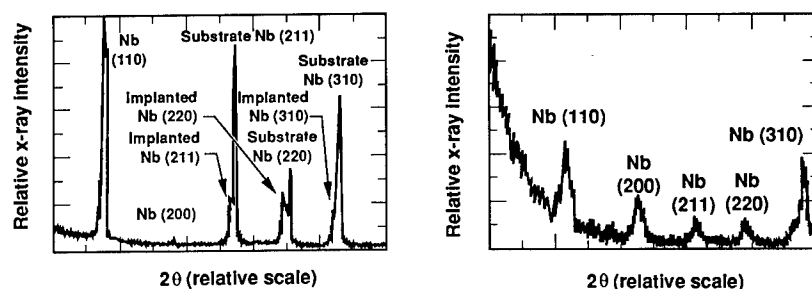 Relative x-ray intensity
Nb
(110)
Substrate Nb (211)
Substrate
Nb (310)
Implanted
Nb (220)
Implanted
Nb (310)
Implanted
Nb (211)
Substrate
Nb (220)
Nb (200)
2θ (relative scale)
Relative x-ray intensity
Nb (110)
Nb
(200)
Nb
(211)
Nb
(220)
Nb (310)
2θ (relative scale)